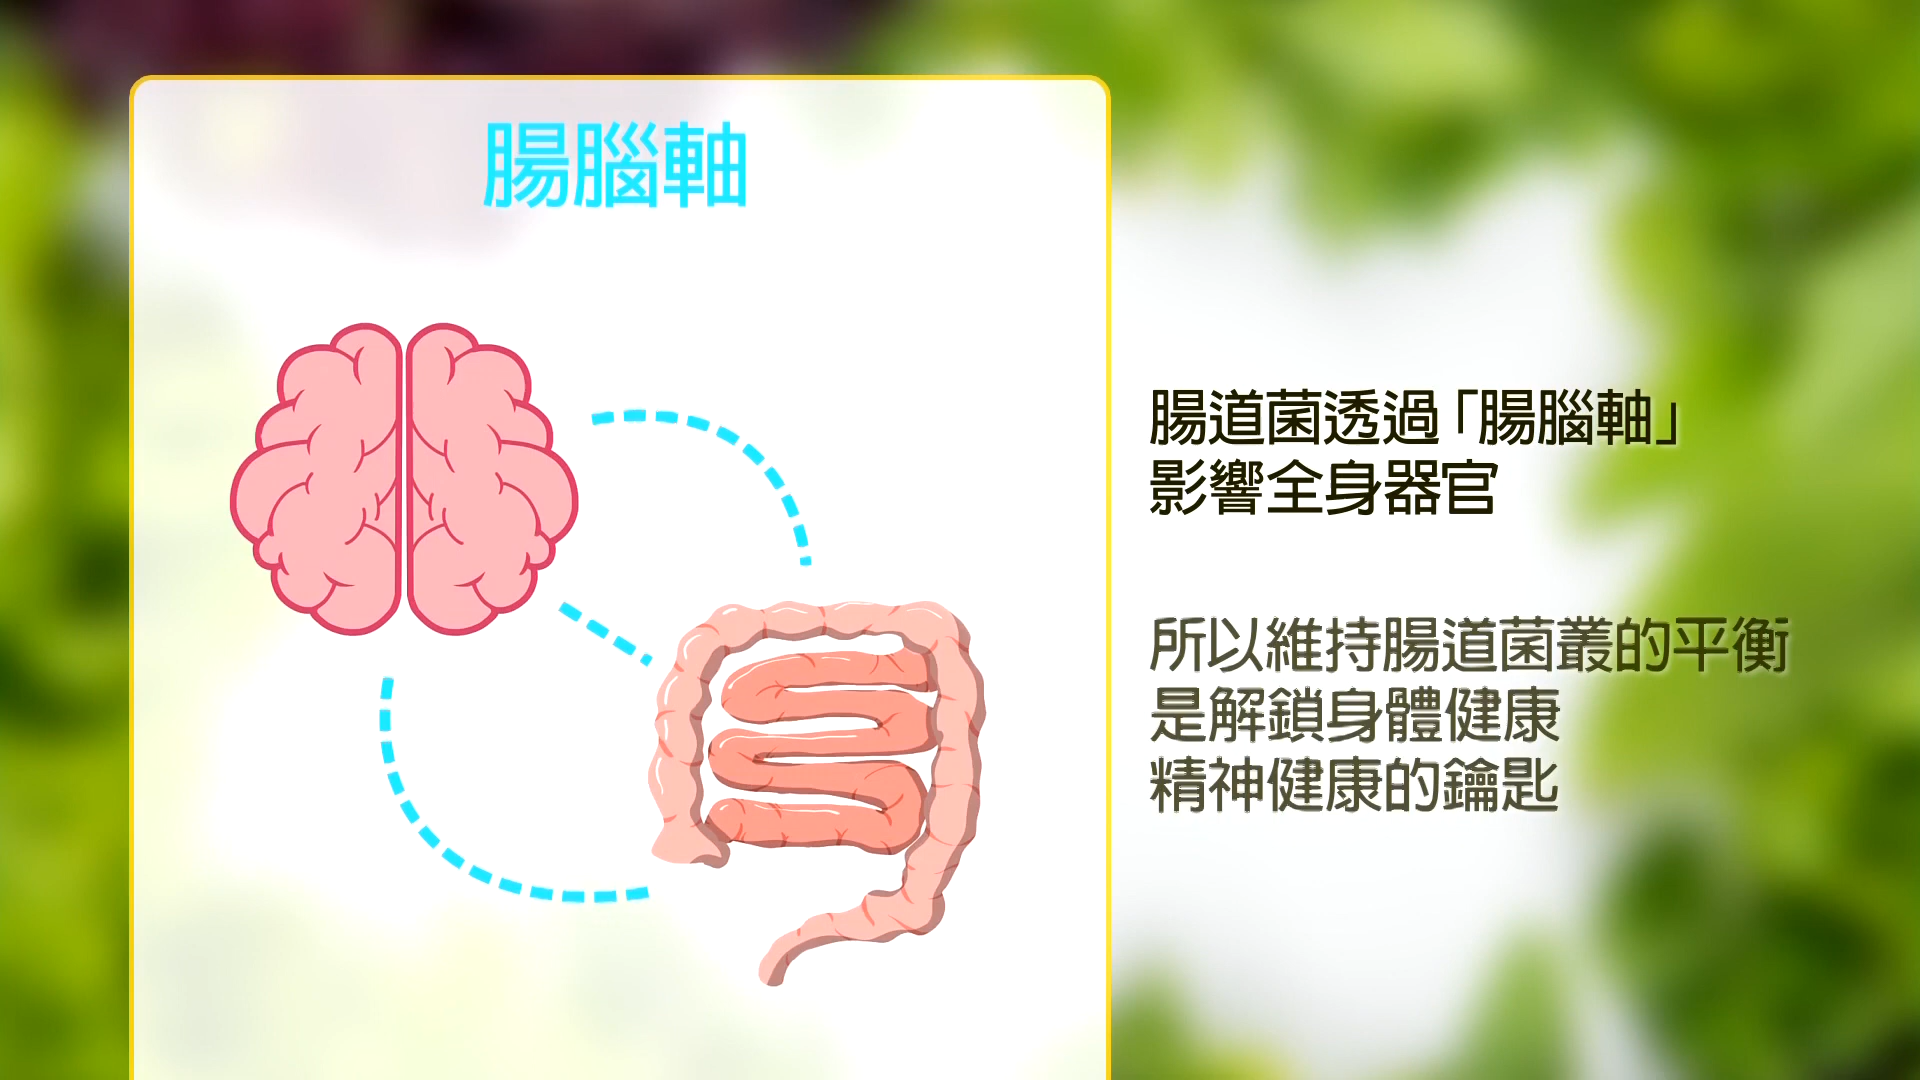 腸腦軸
腸道菌透過「腸腦軸」
影響全身器官
所以維持腸道菌叢的平衡
是解鎖身體健康
精神健康的鑰匙